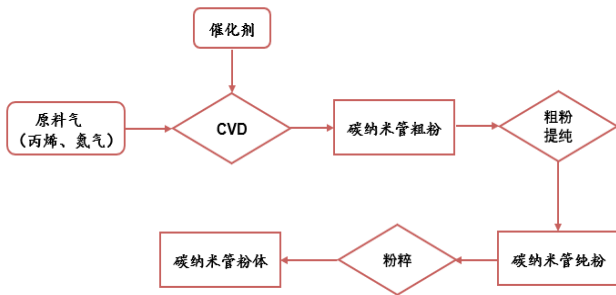 催化剂
原料气
（丙烯、氮气）
CVD
碳纳米管粗粉
粗粉
提纯
碳纳米管粉体
粉粹
碳纳米管纯粉